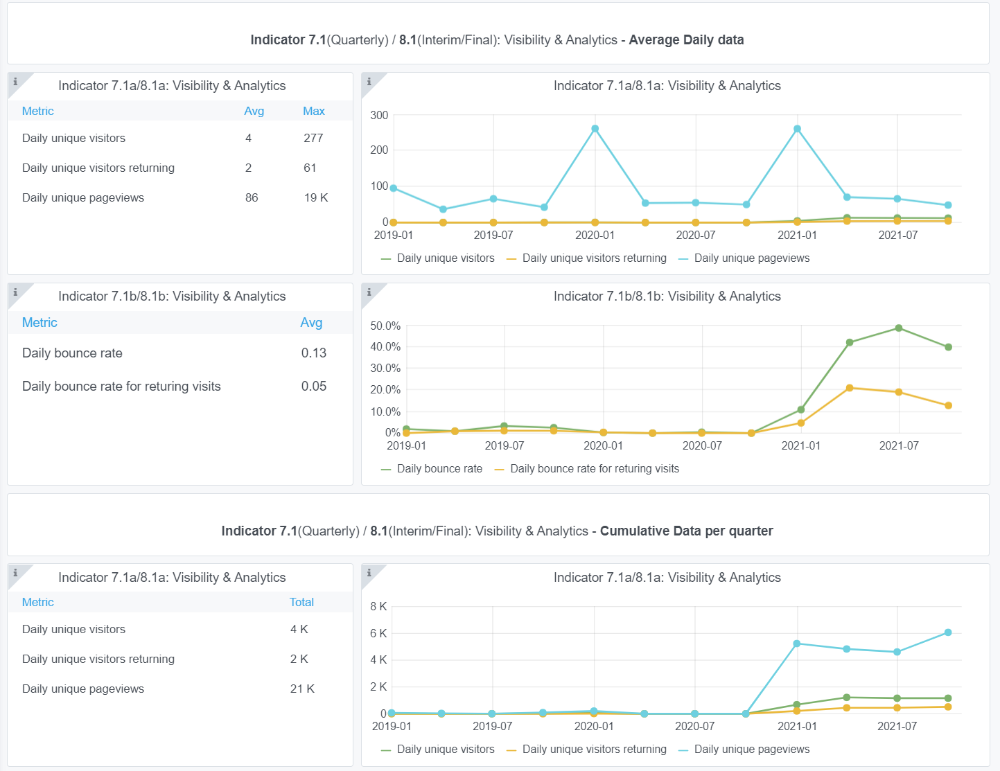 Indicator 7.1(Quarterly) / 8.1(Interim/Final): Visibility & Analytics - Average Daily data
i
Indicator 7.1a/8.1a: Visibility & Analytics
Metric Avg Max
Daily unique visitors 4 277
Daily unique visitors returning 2 61
Daily unique pageviews 86 19 K
i
Indicator 7.1a/8.1a: Visibility & Analytics
300
200
100
0
2019-01 2019-07 2020-01 2020-07 2021-01 2021-07
Daily unique visitors Daily unique visitors returning Daily unique pageviews
i
Indicator 7.1b/8.1b: Visibility & Analytics
Metric Avg
Daily bounce rate 0.13
Daily bounce rate for returing visits 0.05
i
Indicator 7.1b/8.1b: Visibility & Analytics
50.0%
40.0%
30.0%
20.0%
10.0%
0%
2019-01 2019-07 2020-01 2020-07 2021-01 2021-07
Daily bounce rate Daily bounce rate for returing visits
Indicator 7.1(Quarterly) / 8.1(Interim/Final): Visibility & Analytics - Cumulative Data per quarter
i
Indicator 7.1a/8.1a: Visibility & Analytics
Metric Total
Daily unique visitors 4 K
Daily unique visitors returning 2 K
Daily unique pageviews 21 K
i
Indicator 7.1a/8.1a: Visibility & Analytics
8 K
6 K
4 K
2 K
0
2019-01 2019-07 2020-01 2020-07 2021-01 2021-07
Daily unique visitors Daily unique visitors returning Daily unique pageviews